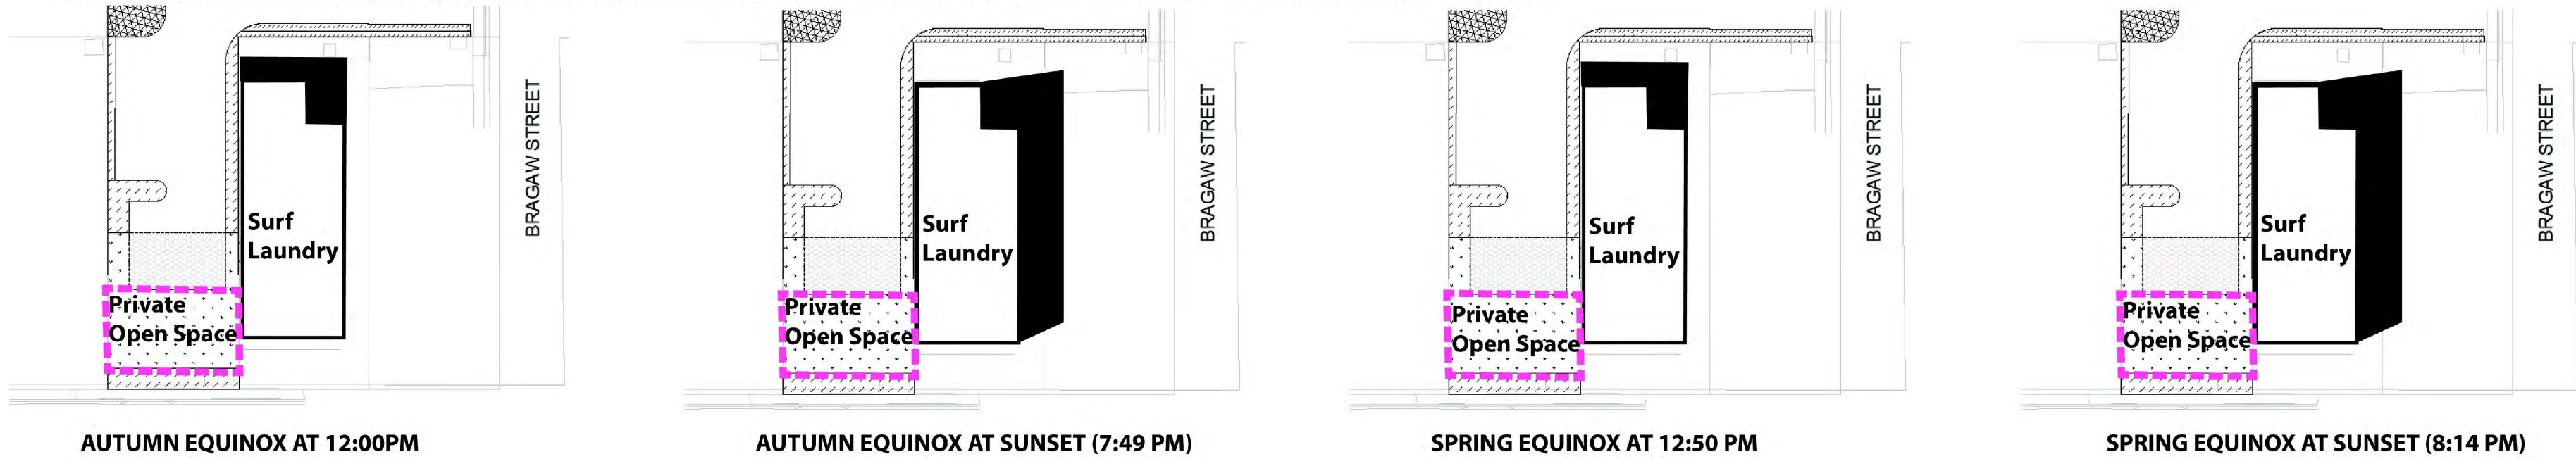 BRAGAW STREET
Surf
Laundry
Private
Open Space
AUTUMN EQUINOX AT 12:00PM
BRAGAW STREET
Surf
Laundry
Private
Open Space
AUTUMN EQUINOX AT SUNSET (7:49 PM)
BRAGAW STREET
Surf
Laundry
Private
Open Space
SPRING EQUINOX AT 12:50 PM
BRAGAW STREET
Surf
Laundry
Private
Open Space
SPRING EQUINOX AT SUNSET (8:14 PM)